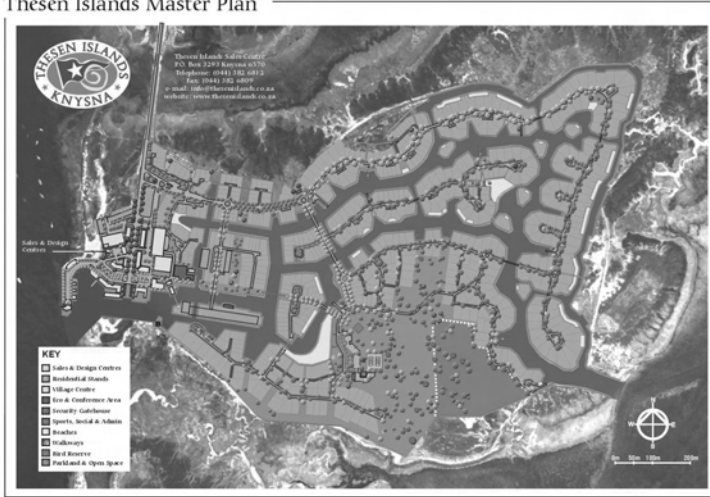 Thesen Islands Master Plan
THESEN ISLANDS
KNYSNA
Thesen Islands Sales Centre
P.O. Box 3293 Knysna 6570
Telephone: (044) 382 6812
Fax: (044) 382 6809
e-mail: info@thesenislands.co.za
website: www.thesenislands.co.za
Sales & Design
Centres
KEY
Sales & Design Centres
Residential Stands
Village Centre
Eco & Conference Area
Security Gatehouse
Sports, Social & Admin
Beaches
Walkways
Bird Reserve
Parkland & Open Space
W
E
S
0m 50m 100m 200m